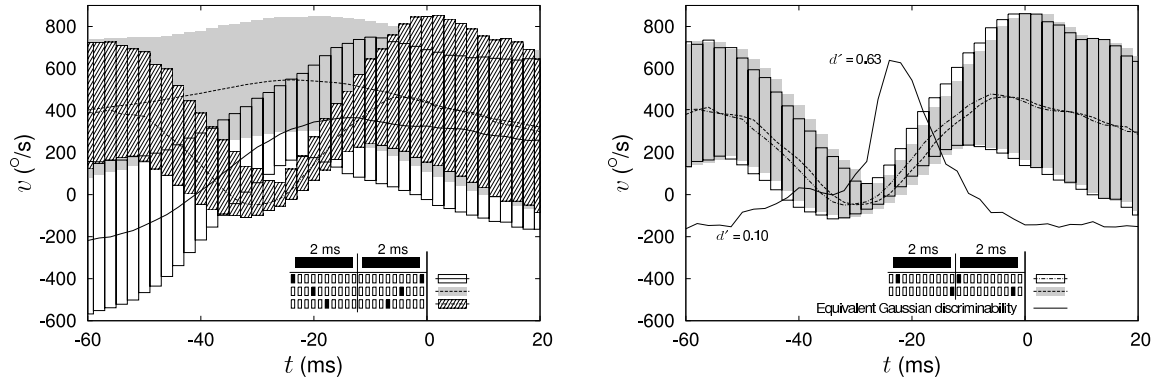 800
600
400
200
0
-200
-400
-600
v (°/s)
2 ms 2 ms
-60 -40 -20 0 20
t (ms)
800
600
400
200
0
-200
-400
-600
v (°/s)
d′ = 0.63
d′ = 0.10
2 ms 2 ms
Equivalent Gaussian discriminability
-60 -40 -20 0 20
t (ms)